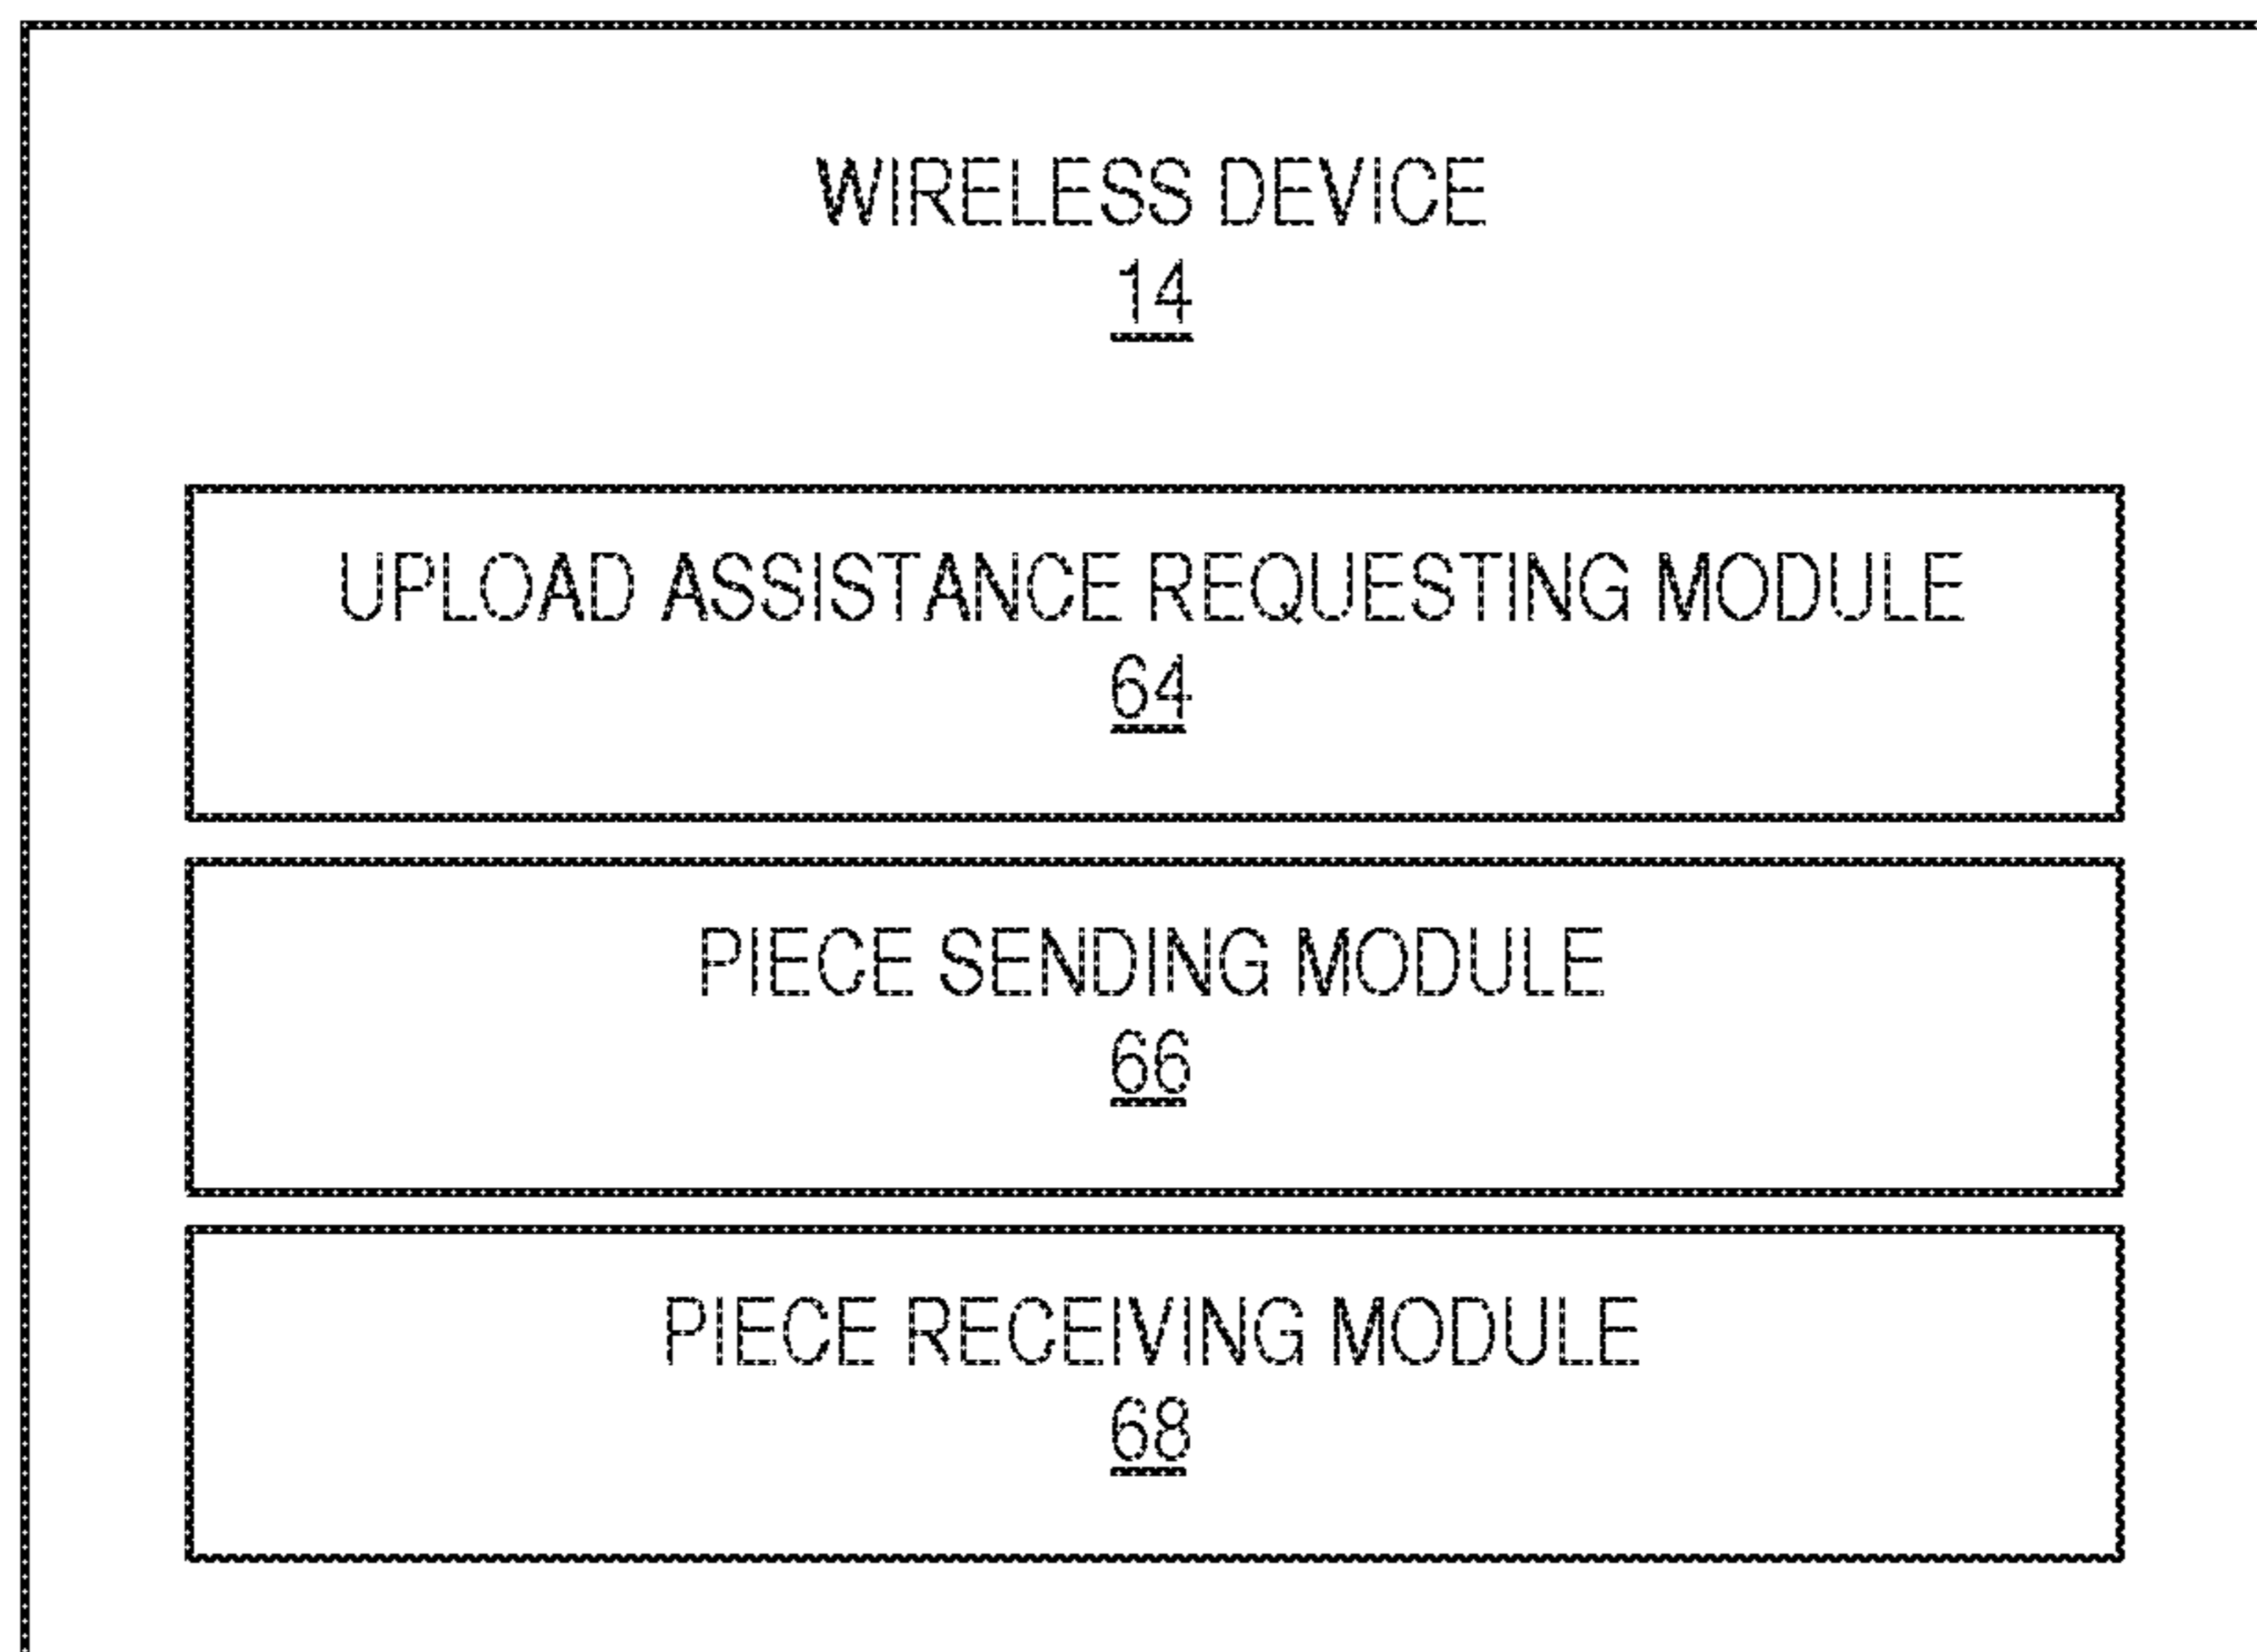 WIRELESS DEVICE
14
UPLOAD ASSISTANCE REQUESTING MODULE
64
PIECE SENDING MODULE
66
PIECE RECEIVING MODULE
68